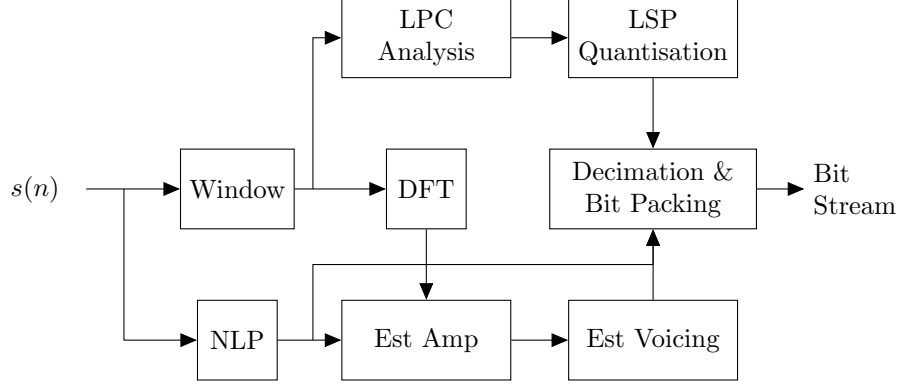 LPC
Analysis
LSP
Quantisation
s(n)
Window
DFT
Decimation &
Bit Packing
Bit
Stream
NLP
Est Amp
Est Voicing